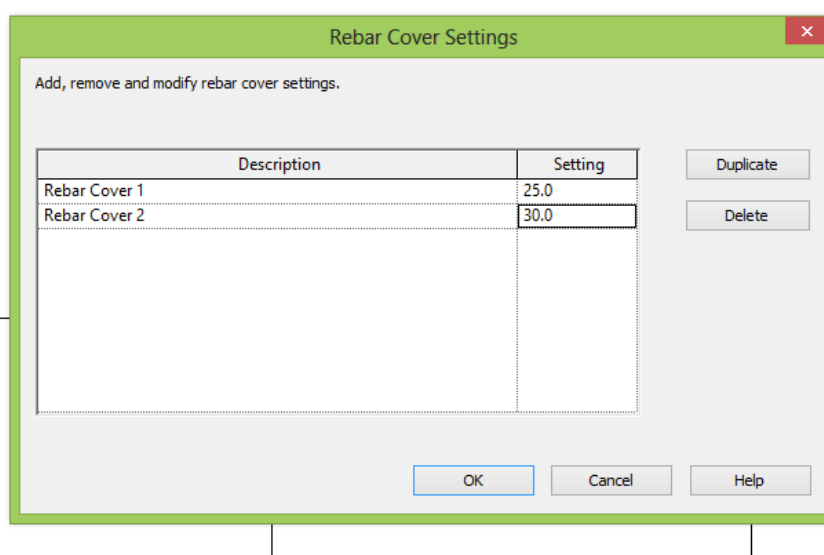 Rebar Cover Settings
Add, remove and modify rebar cover settings.
Description Setting
Rebar Cover 1 25.0
Rebar Cover 2 30.0
Duplicate
Delete
OK Cancel Help